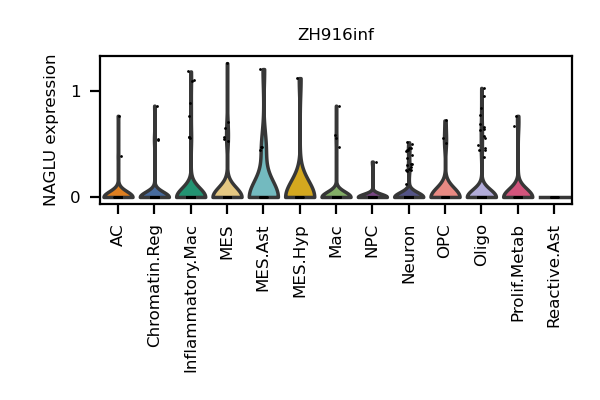 ZH916inf
NAGLU expression
1
0
AC
Chromatin.Reg
Inflammatory.Mac
MES
MES.Ast
MES.Hyp
Mac
NPC
Neuron
OPC
Oligo
Prolif.Metab
Reactive.Ast